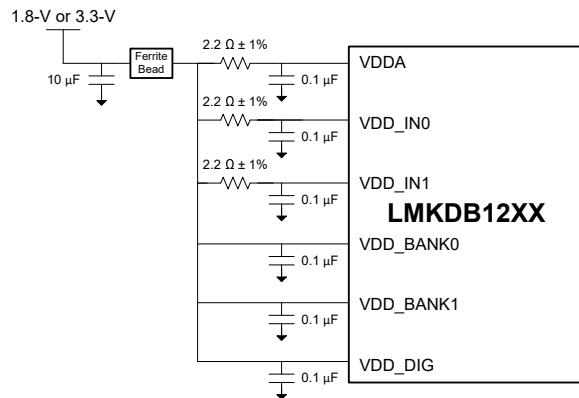 1.8-V or 3.3-V
Ferrite
Bead
10 µF
2.2 Ω ± 1%
0.1 µF
VDDA
2.2 Ω ± 1%
0.1 µF
VDD_IN0
2.2 Ω ± 1%
0.1 µF
VDD_IN1
LMKDB12XX
0.1 µF
VDD_BANK0
0.1 µF
VDD_BANK1
0.1 µF
VDD_DIG